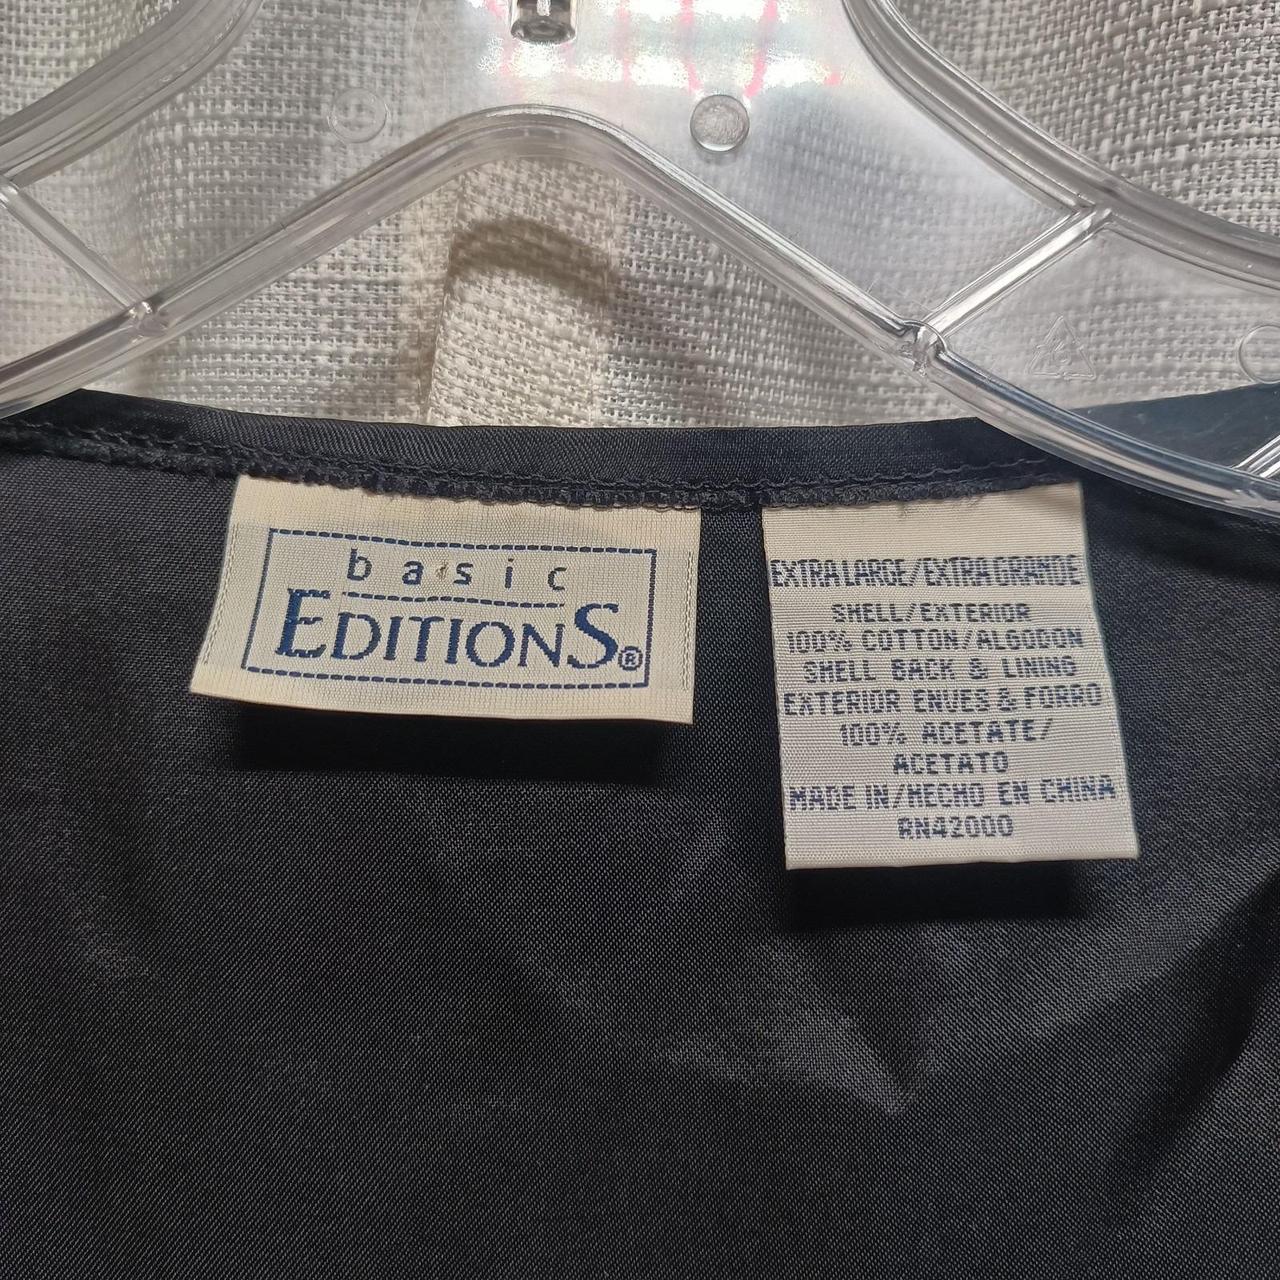 basic
EDITIONS®
EXTRA LARGE/EXTRA GRANDE
SHELL/EXTERIOR
100% COTTON/ALGODON
SHELL BACK & LINING
EXTERIOR ENVES & FORRO
100% ACETATE/
ACETATO
MADE IN/HECHO EN CHINA
RN42000